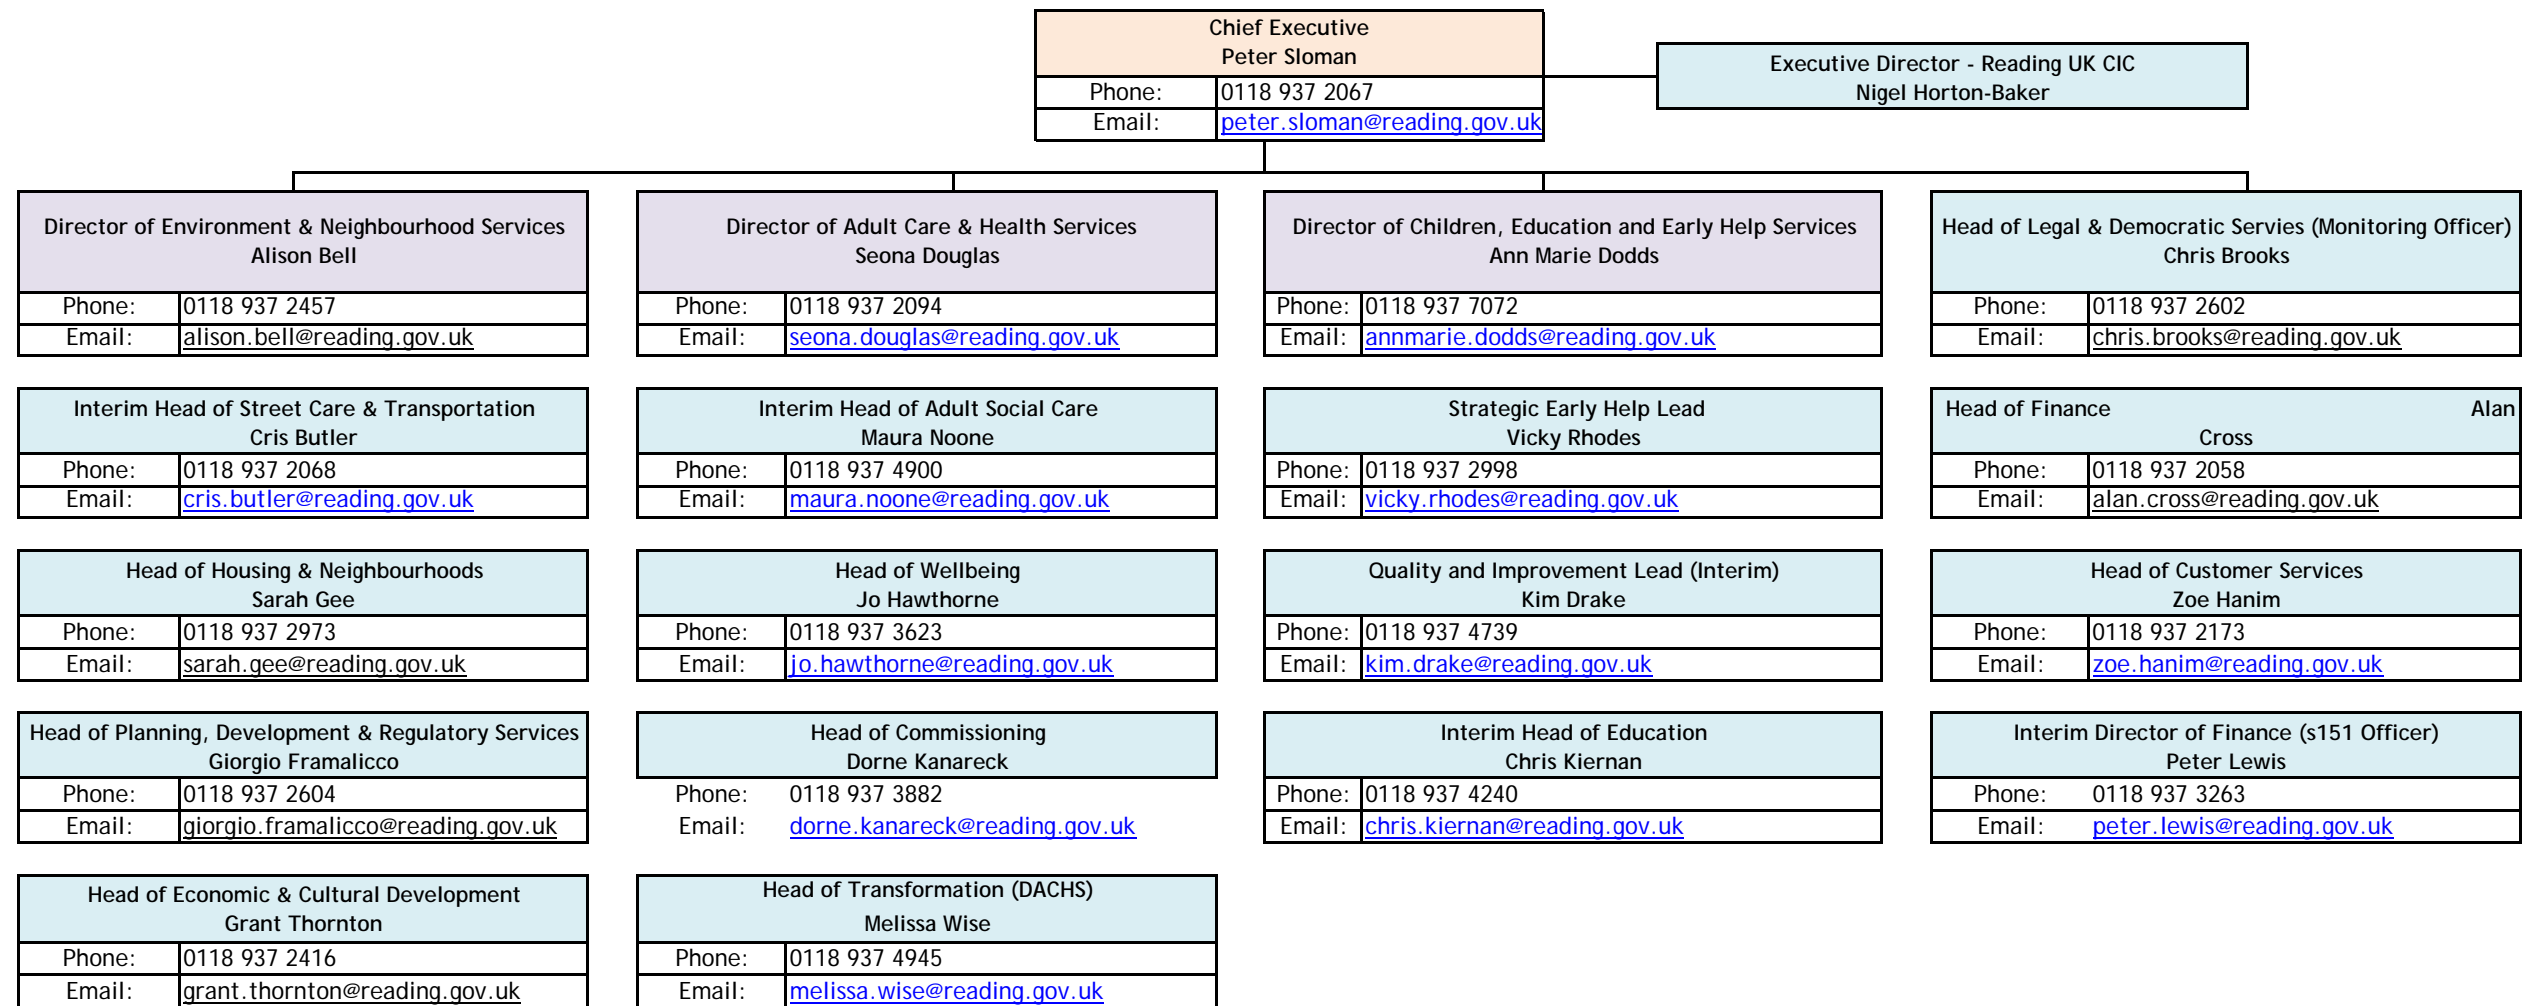 Chief Executive
Peter Sloman
Phone: 0118 937 2067
Email: peter.sloman@reading.gov.uk
Executive Director - Reading UK CIC
Nigel Horton-Baker
Director of Environment & Neighbourhood Services
Alison Bell
Phone: 0118 937 2457
Email: alison.bell@reading.gov.uk
Director of Adult Care & Health Services
Seona Douglas
Phone: 0118 937 2094
Email: seona.douglas@reading.gov.uk
Director of Children, Education and Early Help Services
Ann Marie Dodds
Phone: 0118 937 7072
Email: annmarie.dodds@reading.gov.uk
Head of Legal & Democratic Servies (Monitoring Officer)
Chris Brooks
Phone: 0118 937 2602
Email: chris.brooks@reading.gov.uk
Interim Head of Street Care & Transportation
Cris Butler
Phone: 0118 937 2068
Email: cris.butler@reading.gov.uk
Interim Head of Adult Social Care
Maura Noone
Phone: 0118 937 4900
Email: maura.noone@reading.gov.uk
Strategic Early Help Lead
Vicky Rhodes
Phone: 0118 937 2998
Email: vicky.rhodes@reading.gov.uk
Head of Finance Alan
Cross
Phone: 0118 937 2058
Email: alan.cross@reading.gov.uk
Head of Housing & Neighbourhoods
Sarah Gee
Phone: 0118 937 2973
Email: sarah.gee@reading.gov.uk
Head of Wellbeing
Jo Hawthorne
Phone: 0118 937 3623
Email: jo.hawthorne@reading.gov.uk
Quality and Improvement Lead (Interim)
Kim Drake
Phone: 0118 937 4739
Email: kim.drake@reading.gov.uk
Head of Customer Services
Zoe Hanim
Phone: 0118 937 2173
Email: zoe.hanim@reading.gov.uk
Head of Planning, Development & Regulatory Services
Giorgio Framalicco
Phone: 0118 937 2604
Email: giorgio.framalicco@reading.gov.uk
Head of Commissioning
Dorne Kanareck
Phone: 0118 937 3882
Email: dorne.kanareck@reading.gov.uk
Interim Head of Education
Chris Kiernan
Phone: 0118 937 4240
Email: chris.kiernan@reading.gov.uk
Interim Director of Finance (s151 Officer)
Peter Lewis
Phone: 0118 937 3263
Email: peter.lewis@reading.gov.uk
Head of Economic & Cultural Development
Grant Thornton
Phone: 0118 937 2416
Email: grant.thornton@reading.gov.uk
Head of Transformation (DACHS)
Melissa Wise
Phone: 0118 937 4945
Email: melissa.wise@reading.gov.uk